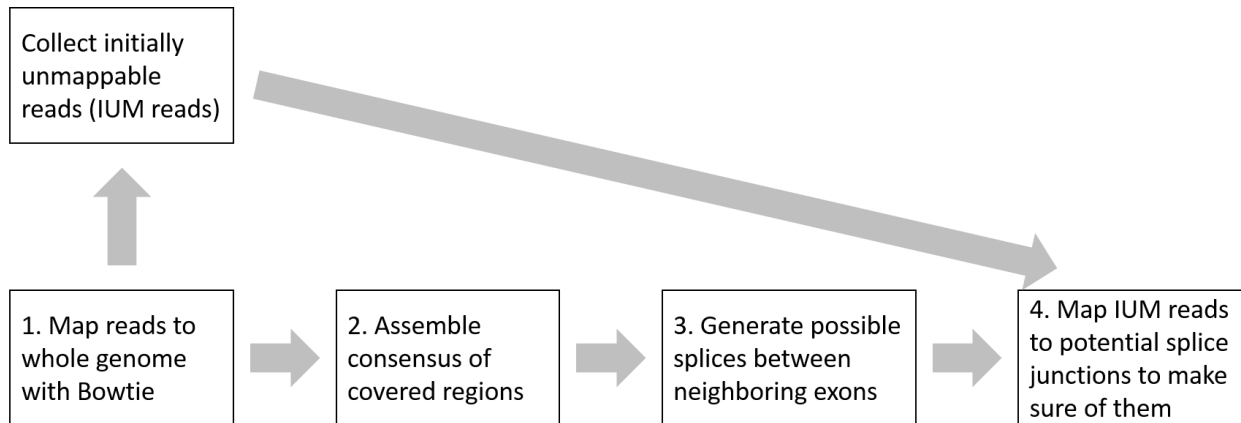 Collect initially
unmappable
reads (IUM reads)
1. Map reads to
whole genome
with Bowtie
2. Assemble
consensus of
covered regions
3. Generate possible
splices between
neighboring exons
4. Map IUM reads
to potential splice
junctions to make
sure of them